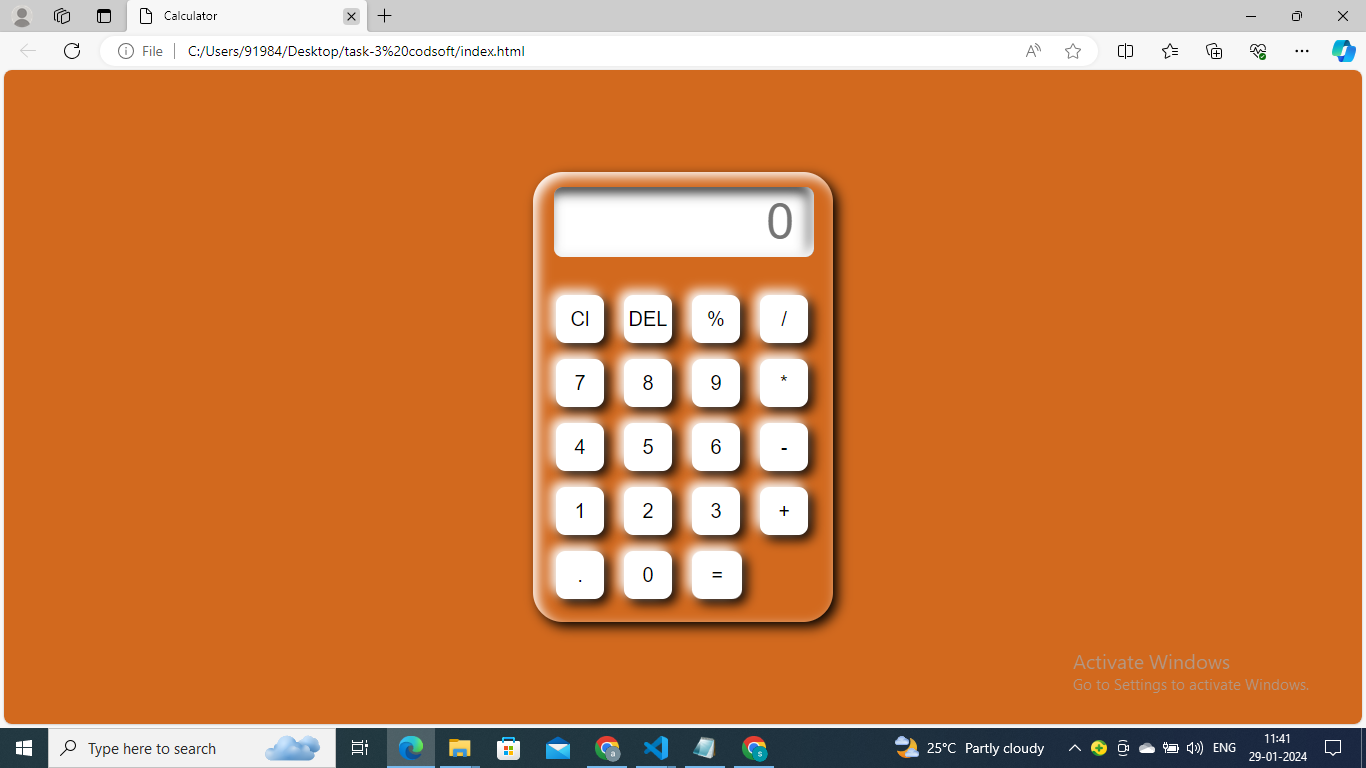 Calculator
File C:/Users/91984/Desktop/task-3%20codsoft/index.html
0
Cl DEL % /
7 8 9 *
4 5 6 -
1 2 3 +
. 0 =
Activate Windows
Go to Settings to activate Windows.
Type here to search
25°C Partly cloudy
ENG
11:41
29-01-2024